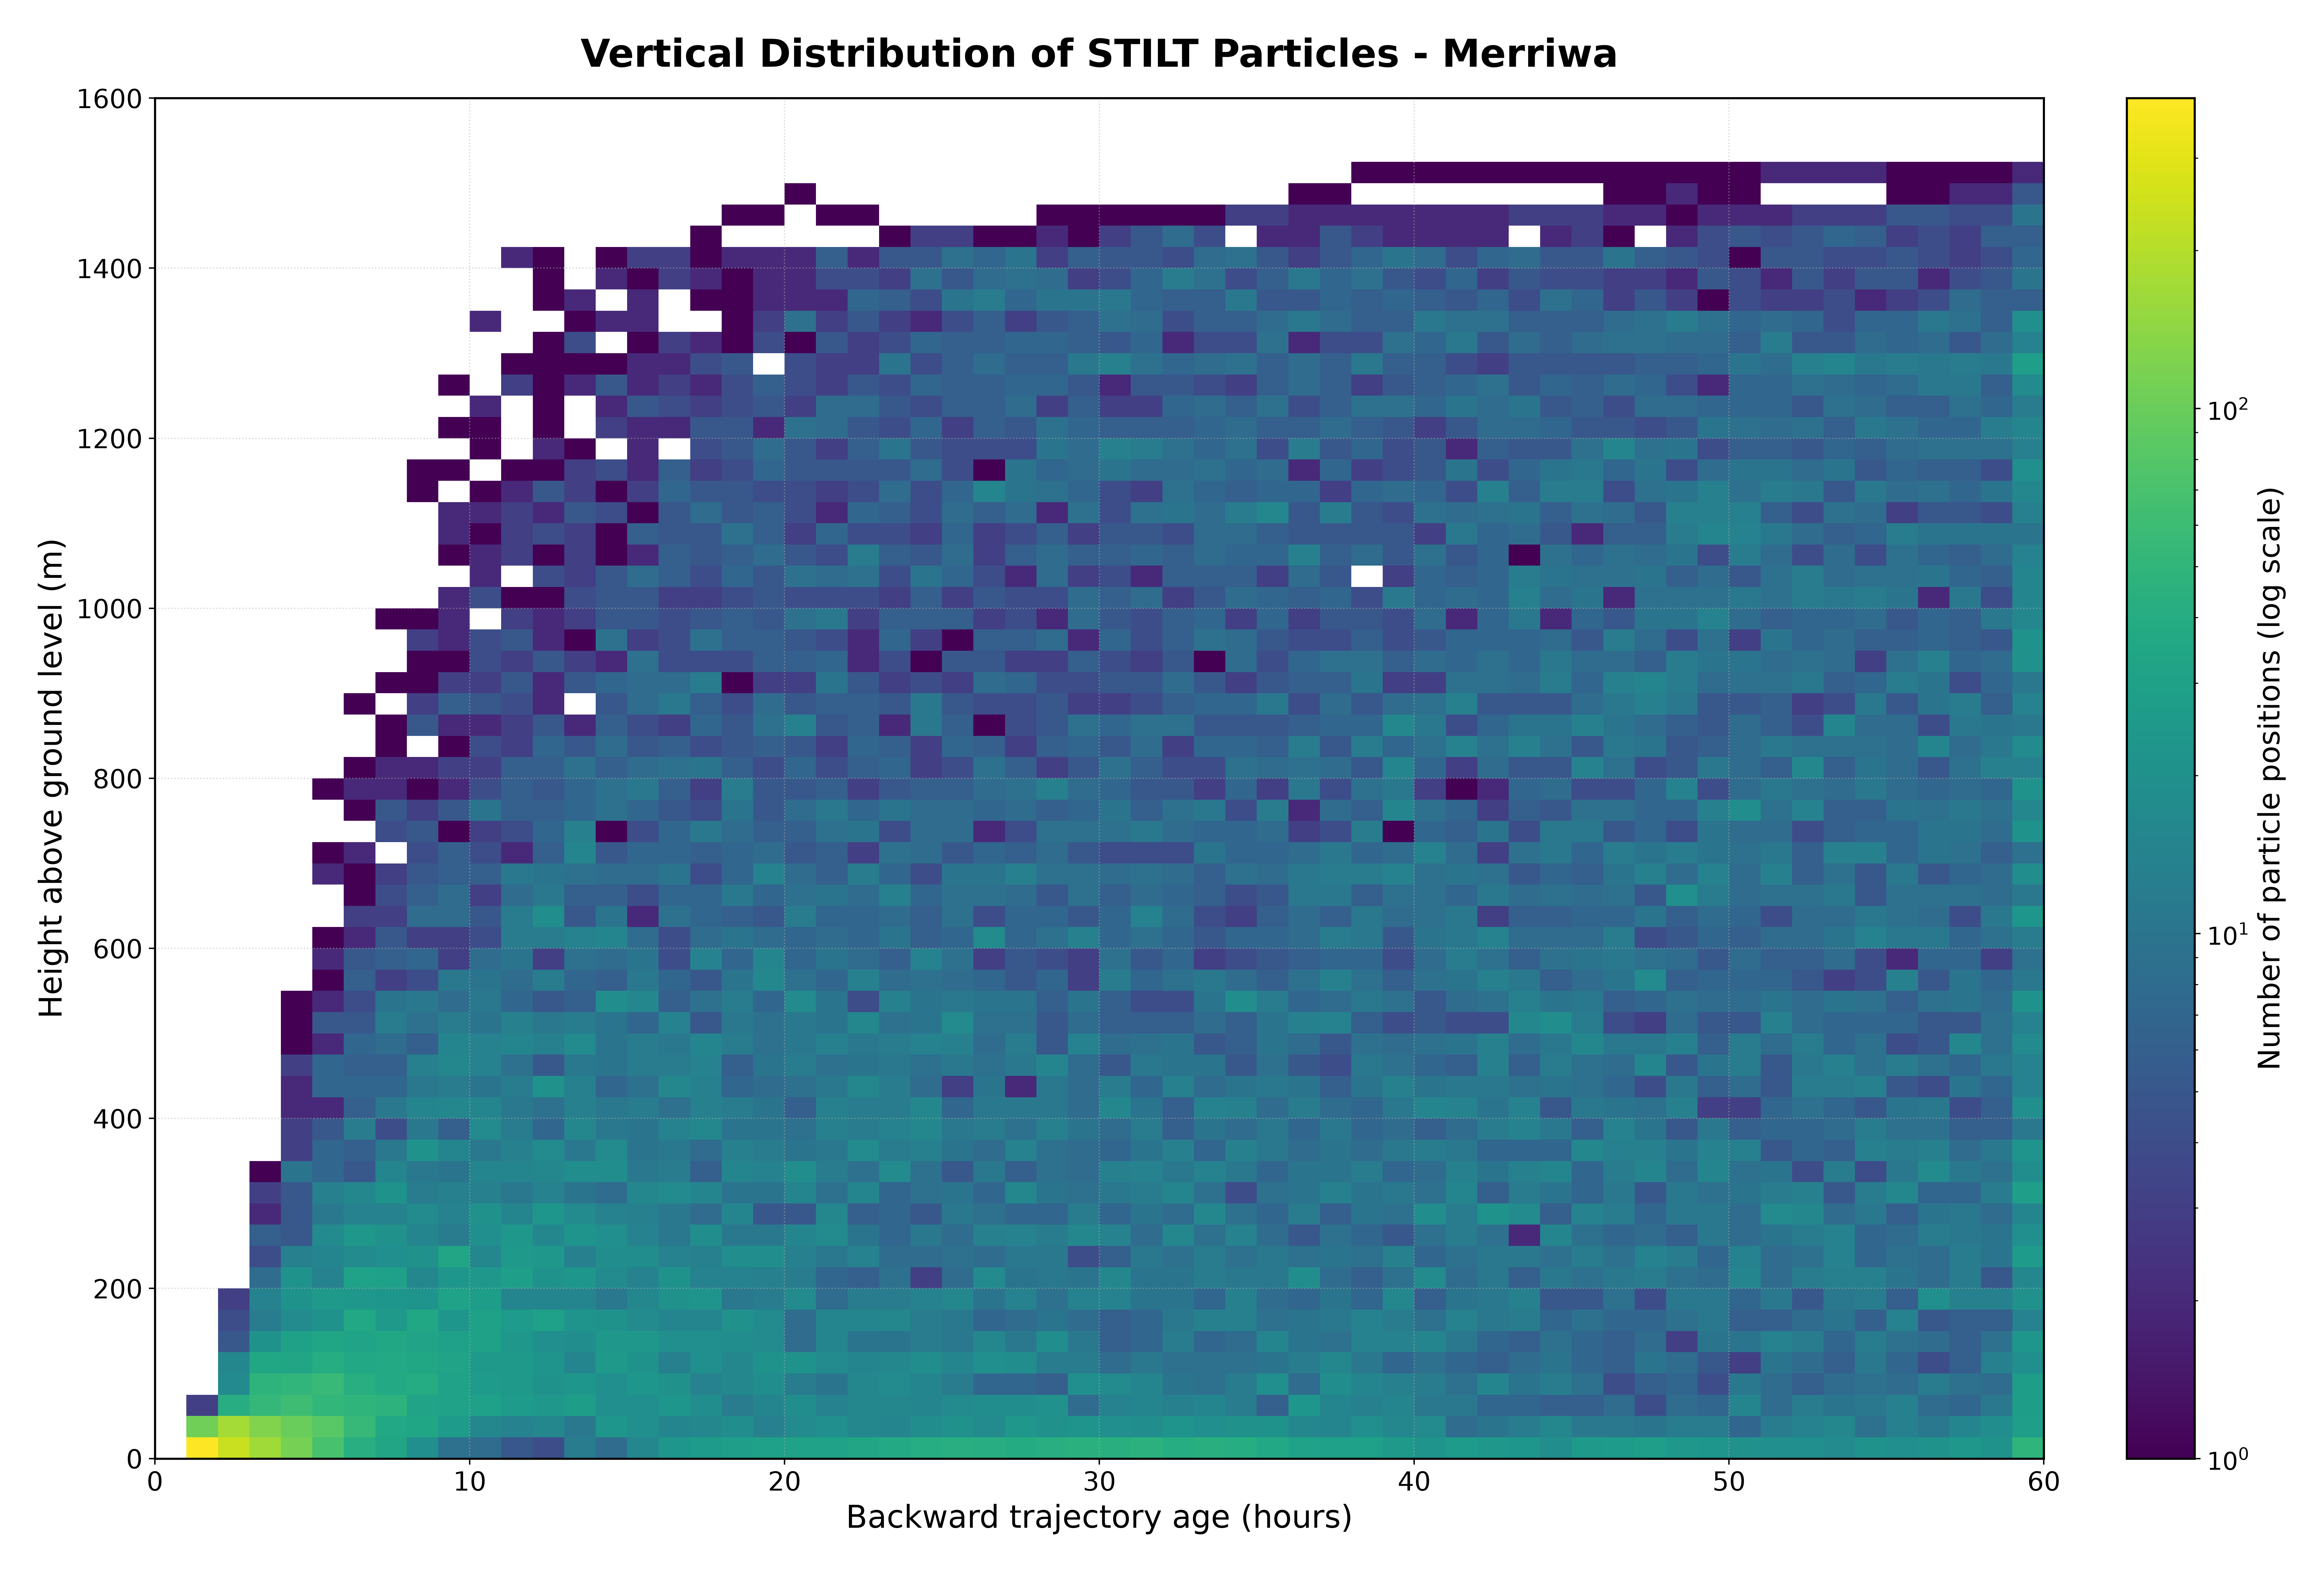 Vertical Distribution of STILT Particles - Merriwa
1600
1400
1200
1000
800
600
400
200
0
Height above ground level (m)
0 10 20 30 40 50 60
Backward trajectory age (hours)
10²
10¹
10⁰
Number of particle positions (log scale)